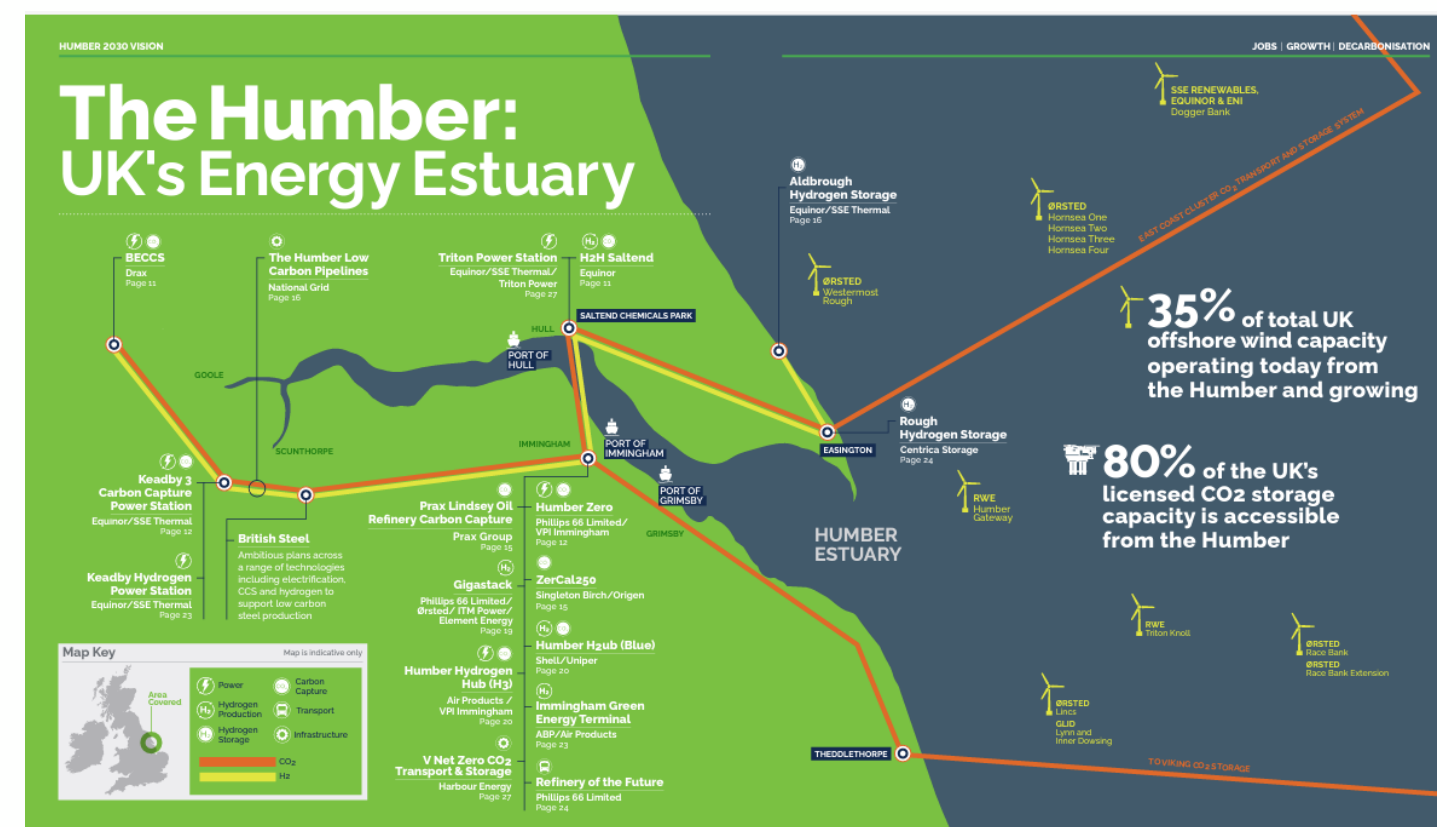 HUMBER 2030 VISION
JOBS | GROWTH | DECARBONISATION
The Humber:
UK's Energy Estuary
BECCS
Drax
Page 11
The Humber Low
Carbon Pipelines
National Grid
Page 16
Triton Power Station
Equinor/SSE Thermal/
Triton Power
Page 27
H2H Saltend
Equinor
Page 11
SALTEND CHEMICALS PARK
Aldbrough
Hydrogen Storage
Equinor/SSE Thermal
Page 16
SSE RENEWABLES,
EQUINOR & ENI
Dogger Bank
EAST COAST CLUSTER CO2 TRANSPORT AND STORAGE SYSTEM
ØRSTED
Hornsea One
Hornsea Two
Hornsea Three
Hornsea Four
ØRSTED
Westermost
Rough
35% of total UK
offshore wind capacity
operating today from
the Humber and growing
HULL
PORT OF
HULL
GOOLE
SCUNTHORPE
IMMINGHAM
PORT OF
IMMINGHAM
PORT OF
GRIMSBY
GRIMSBY
EASINGTON
Rough
Hydrogen Storage
Centrica Storage
Page 24
80% of the UK's
licensed CO2 storage
capacity is accessible
from the Humber
RWE
Humber
Gateway
HUMBER
ESTUARY
Keadby 3
Carbon Capture
Power Station
Equinor/SSE Thermal
Page 12
Keadby Hydrogen
Power Station
Equinor/SSE Thermal
Page 23
British Steel
Ambitious plans across
a range of technologies
including electrification,
CCS and hydrogen to
support low carbon
steel production
Prax Lindsey Oil
Refinery Carbon Capture
Prax Group
Page 15
Gigastack
Phillips 66 Limited/
Ørsted/ ITM Power/
Element Energy
Page 19
Humber Hydrogen
Hub (H3)
Air Products /
VPI Immingham
Page 20
V Net Zero CO2
Transport & Storage
Harbour Energy
Page 27
Humber Zero
Phillips 66 Limited/
VPI Immingham
Page 12
ZerCal250
Singleton Birch/Origen
Page 15
Humber H2ub (Blue)
Shell/Uniper
Page 20
Immingham Green
Energy Terminal
ABP/Air Products
Page 23
Refinery of the Future
Phillips 66 Limited
Page 24
RWE
Triton Knoll
ØRSTED
Race Bank
ØRSTED
Race Bank Extension
ØRSTED
Lincs
GLID
Lynn and
Inner Dowsing
THEDDLETHORPE
TO VIKING CO2 STORAGE
Map Key
Map is indicative only
Area
Covered
Power
Carbon
Capture
H2
Hydrogen
Production
Transport
Hydrogen
Storage
Infrastructure
CO2
H2